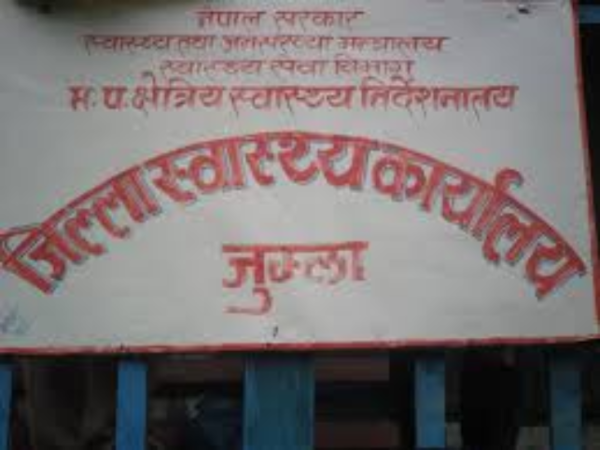 नेपाल सरकार
स्वास्थ्य तथा जनसंख्या मन्त्रालय
स्वास्थ्य सेवा विभाग
म. प. क्षेत्रिय स्वास्थ्य निर्देशनालय
जिल्ला स्वास्थ्य कार्यालय
जुम्ला